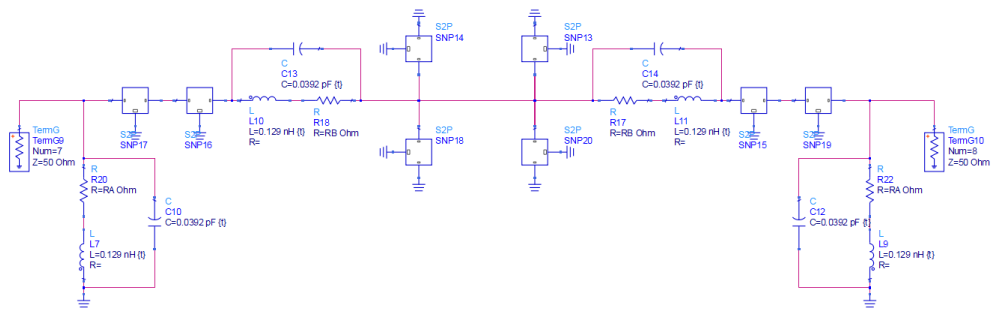 S2P
SNP14
S2P
SNP13
C
C13
C=0.0392 pF {t}
C
C14
C=0.0392 pF {t}
L
L10
L=0.129 nH {t}
R=
R
R18
R=RB Ohm
R
R17
R=RB Ohm
L
L11
L=0.129 nH {t}
R=
TermG
TermG9
Num=7
Z=50 Ohm
S2P
SNP17
S2P
SNP16
S2P
SNP18
S2P
SNP20
S2P
SNP15
S2P
SNP19
TermG
TermG10
Num=8
Z=50 Ohm
R
R20
R=RA Ohm
C
C10
C=0.0392 pF {t}
L
L7
L=0.129 nH {t}
R=
C
C12
C=0.0392 pF {t}
R
R22
R=RA Ohm
L
L9
L=0.129 nH {t}
R=